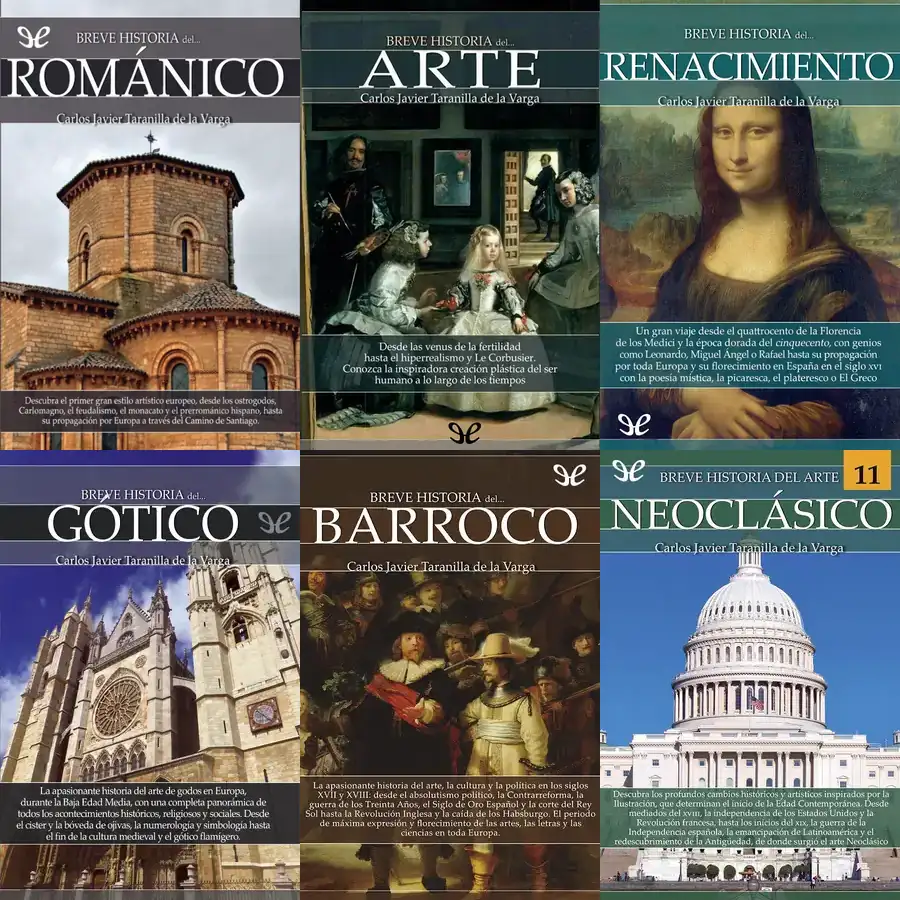 BREVE HISTORIA del...
ROMÁNICO
Carlos Javier Taranilla de la Varga
Descubra el primer gran estilo artístico europeo, desde los ostrogodos,
Carlomagno, el feudalismo, el monacato y el prerrománico hispano, hasta
su propagación por Europa a través del Camino de Santiago.
BREVE HISTORIA del...
ARTE
Carlos Javier Taranilla de la Varga
Desde las venus de la fertilidad
hasta el hiperrealismo y Le Corbusier.
Conozca la inspiradora creación plástica del ser
humano a lo largo de los tiempos
BREVE HISTORIA del...
RENACIMIENTO
Carlos Javier Taranilla de la Varga
Un gran viaje desde el quattrocento de la Florencia
de los Medici y la época dorada del cinquecento, con genios
como Leonardo, Miguel Ángel o Rafael hasta su propagación
por toda Europa y su florecimiento en España en el siglo XVI
con la poesía mística, la picaresca, el plateresco o El Greco
BREVE HISTORIA del...
GÓTICO
Carlos Javier Taranilla de la Varga
La apasionante historia del arte de godos en Europa,
durante la Baja Edad Media, con una completa panorámica de
todos los acontecimientos históricos, religiosos y sociales. Desde
el cister y la bóveda de ojivas, la numerología y simbología hasta
el fin de la cultura medieval y el gótico flamígero.
BREVE HISTORIA del...
BARROCO
Carlos Javier Taranilla de la Varga
La apasionante historia del arte, la cultura y la política en los siglos
XVII y XVIII: desde el absolutismo político, la Contrarreforma, la
guerra de los Treinta Años, el Siglo de Oro Español y la corte del Rey
Sol hasta la Revolución Inglesa y la caída de los Habsburgo. El periodo
de máxima expresión y florecimiento de las artes, las letras y las
ciencias en toda Europa.
BREVE HISTORIA DEL ARTE 11
NEOCLÁSICO
Carlos Javier Taranilla de la Varga
Descubra los profundos cambios históricos y artísticos inspirados por la
Ilustración, que determinan el inicio de la Edad Contemporánea. Desde
mediados del XVIII, la independencia de los Estados Unidos y la
Revolución francesa, hasta los inicios del XIX, la guerra de la
Independencia española, la emancipación de Latinoamérica y el
redescubrimiento de la Antigüedad, de donde surgió el arte Neoclásico